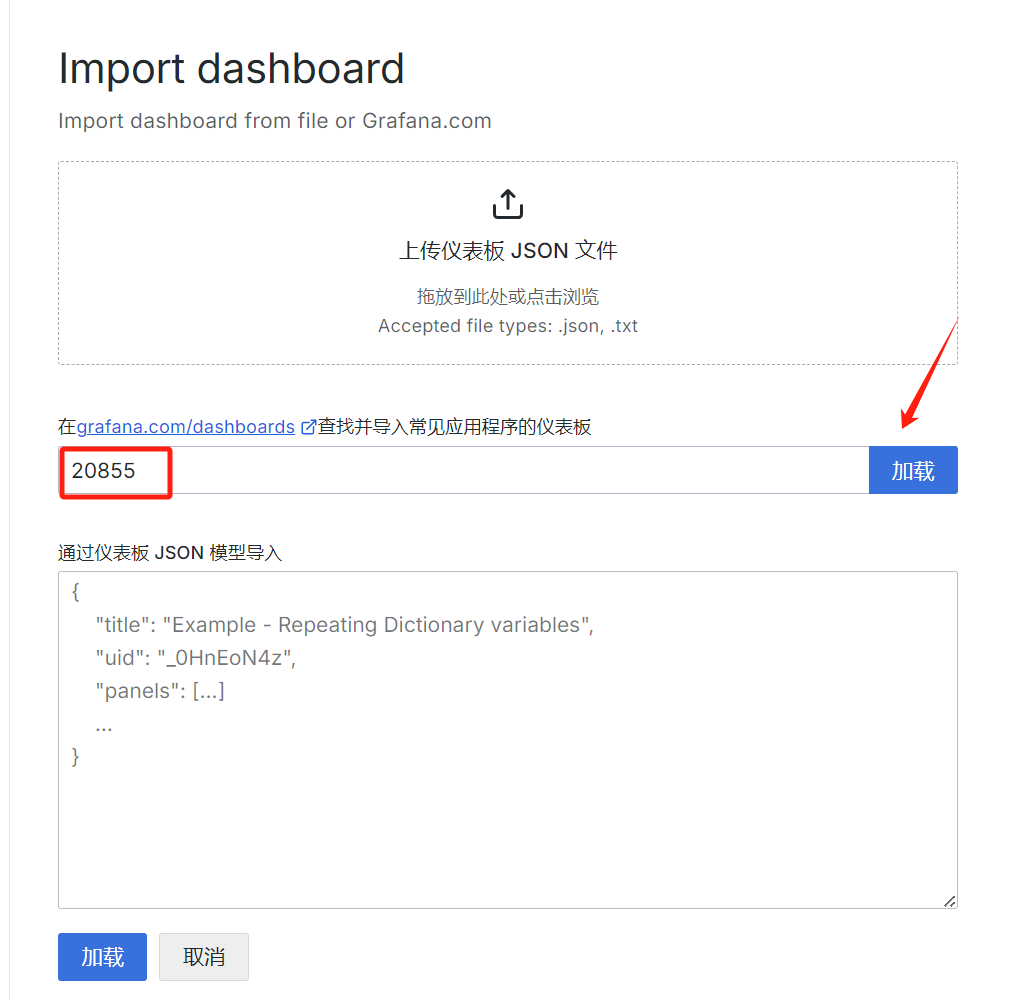 Import dashboard
Import dashboard from file or Grafana.com
上传仪表板 JSON 文件
拖放到此处或点击浏览
Accepted file types: .json, .txt
在grafana.com/dashboards查找并导入常见应用程序的仪表板
20855
加载
通过仪表板 JSON 模型导入
{
"title": "Example - Repeating Dictionary variables",
"uid": "_0HnEoN4z",
"panels": [...]
...
}
加载
取消